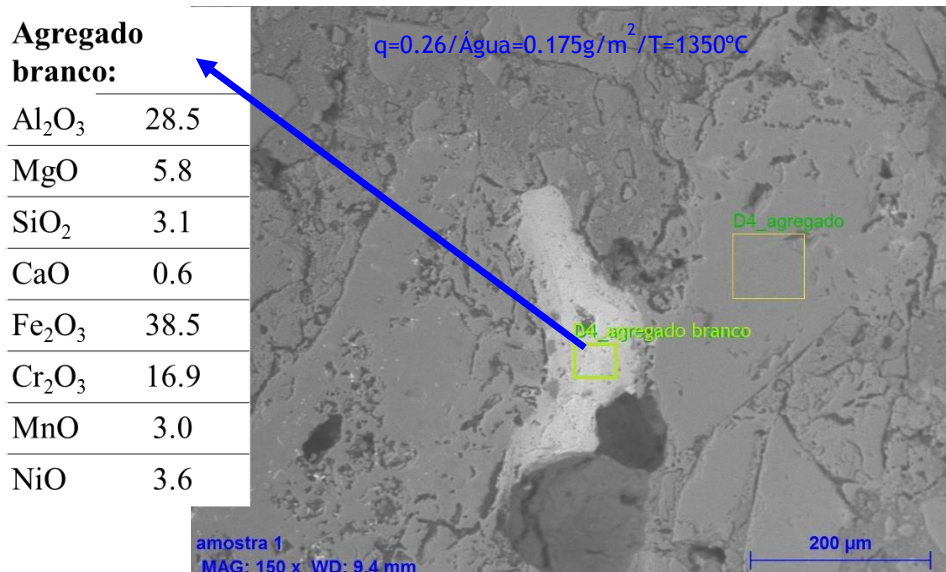 Agregado
branco:
Al₂O₃ 28.5
MgO 5.8
SiO₂ 3.1
CaO 0.6
Fe₂O₃ 38.5
Cr₂O₃ 16.9
MnO 3.0
NiO 3.6
q=0.26/Água=0.175g/m²/T=1350ºC
D4_agregado
D4_agregado branco
amostra 1
MAG: 150 x WD: 9.4 mm
200 µm